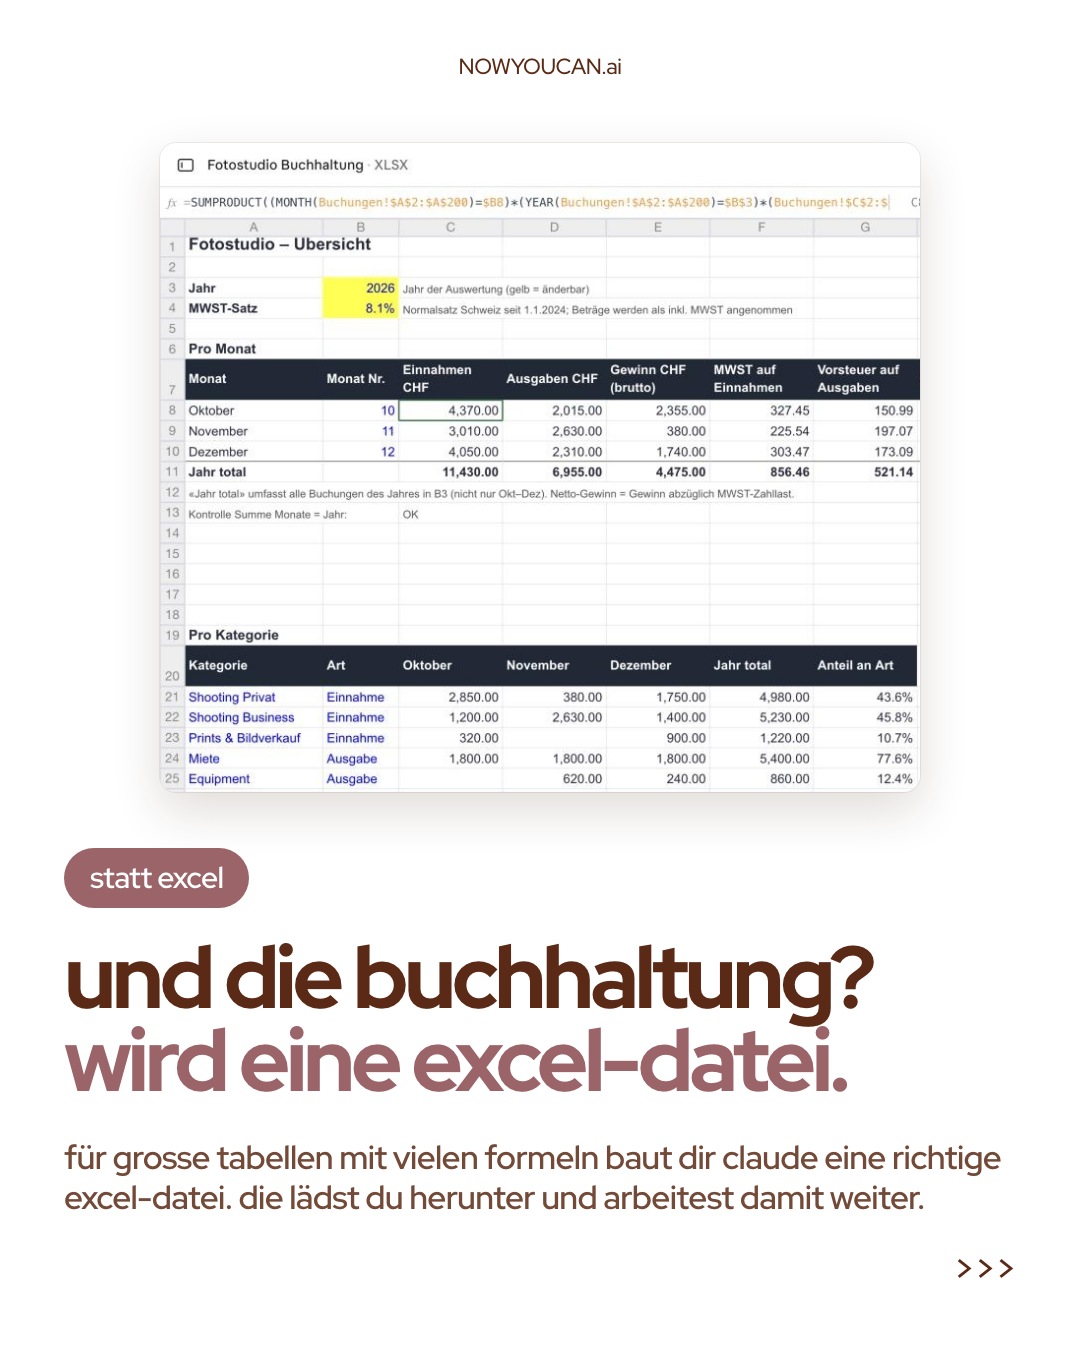 NOWYOUCAN.ai
Fotostudio Buchhaltung · XLSX
fx =SUMPRODUCT((MONTH(Buchungen!$A$2:$A$200)=$B8)*(YEAR(Buchungen!$A$2:$A$200)=$B$3)*(Buchungen!$C$2:$
A B C D E F G
1 Fotostudio – Übersicht
2
3 Jahr 2026 Jahr der Auswertung (gelb = änderbar)
4 MWST-Satz 8.1% Normalsatz Schweiz seit 1.1.2024; Beträge werden als inkl. MWST angenommen
5
6 Pro Monat
7 Monat Monat Nr. Einnahmen CHF Ausgaben CHF Gewinn CHF (brutto) MWST auf Einnahmen Vorsteuer auf Ausgaben
8 Oktober 10 4,370.00 2,015.00 2,355.00 327.45 150.99
9 November 11 3,010.00 2,630.00 380.00 225.54 197.07
10 Dezember 12 4,050.00 2,310.00 1,740.00 303.47 173.09
11 Jahr total 11,430.00 6,955.00 4,475.00 856.46 521.14
12 «Jahr total» umfasst alle Buchungen des Jahres in B3 (nicht nur Okt–Dez). Netto-Gewinn = Gewinn abzüglich MWST-Zahllast.
13 Kontrolle Summe Monate = Jahr: OK
14
15
16
17
18
19 Pro Kategorie
20 Kategorie Art Oktober November Dezember Jahr total Anteil an Art
21 Shooting Privat Einnahme 2,850.00 380.00 1,750.00 4,980.00 43.6%
22 Shooting Business Einnahme 1,200.00 2,630.00 1,400.00 5,230.00 45.8%
23 Prints & Bildverkauf Einnahme 320.00 900.00 1,220.00 10.7%
24 Miete Ausgabe 1,800.00 1,800.00 1,800.00 5,400.00 77.6%
25 Equipment Ausgabe 620.00 240.00 860.00 12.4%
statt excel
und die buchhaltung?
wird eine excel-datei.
für grosse tabellen mit vielen formeln baut dir claude eine richtige
excel-datei. die lädst du herunter und arbeitest damit weiter.
>>>